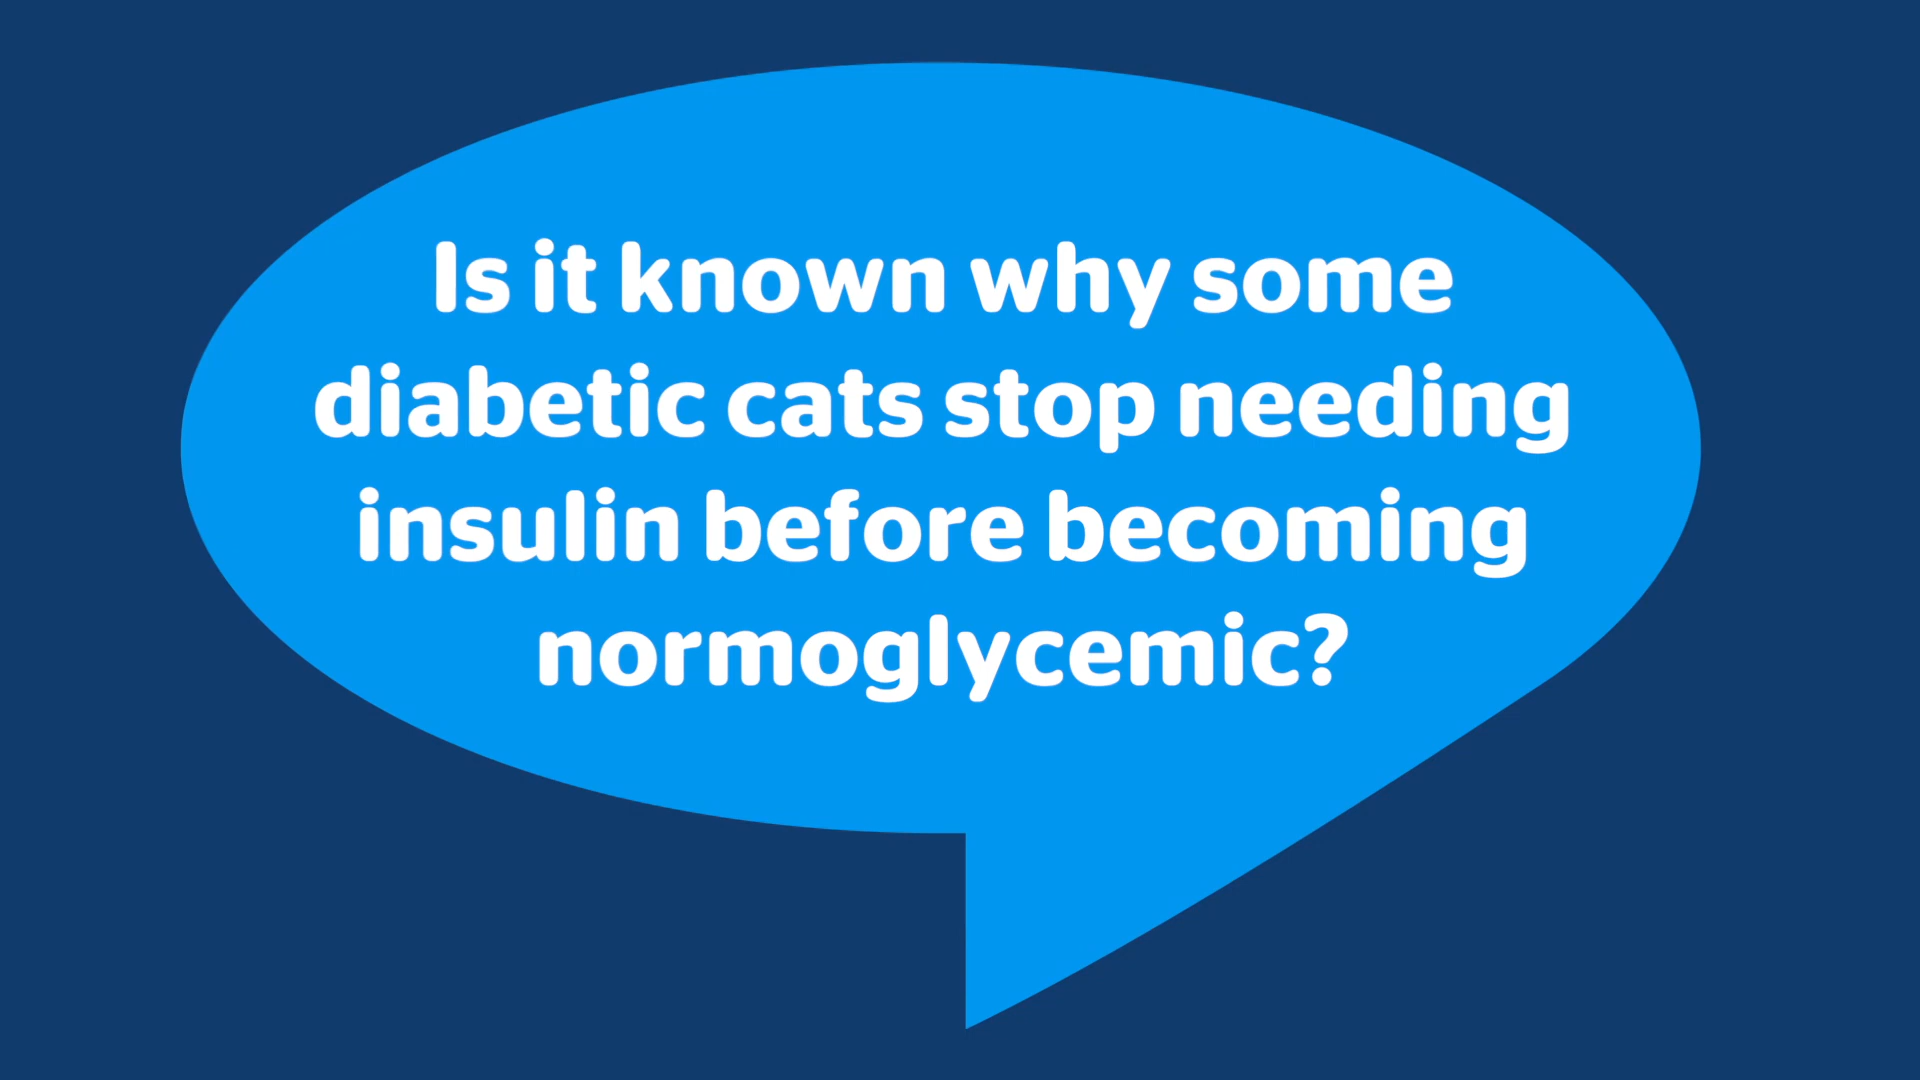 Is it known why some
diabetic cats stop needing
insulin before becoming
normoglycemic?